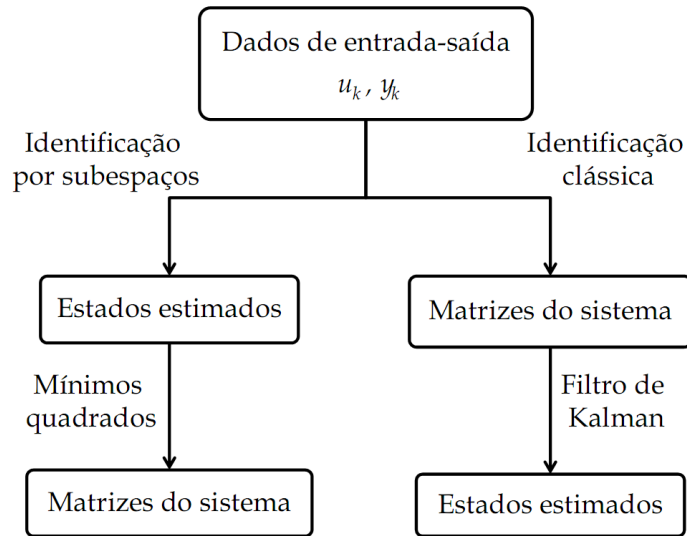 Dados de entrada-saída
u_k, y_k
Identificação
por subespaços
Identificação
clássica
Estados estimados
Matrizes do sistema
Mínimos
quadrados
Filtro de
Kalman
Matrizes do sistema
Estados estimados